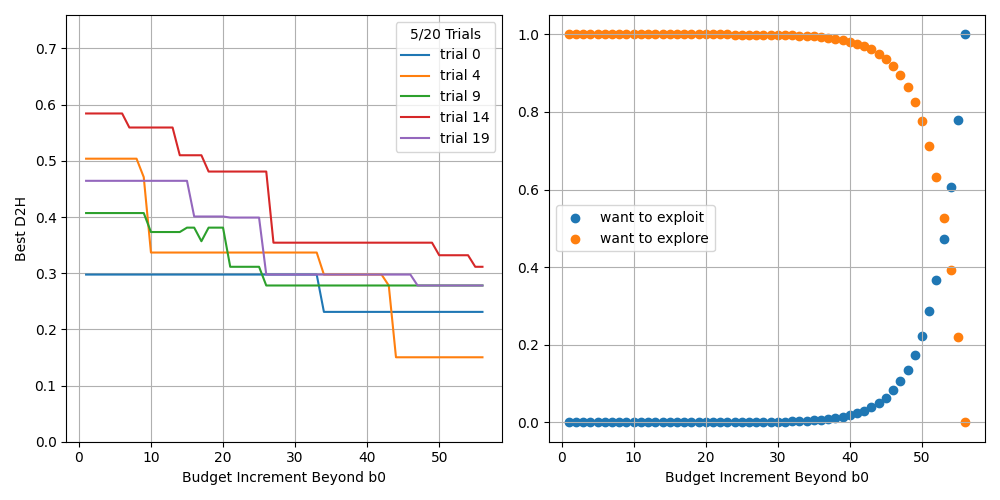 5/20 Trials
trial 0
trial 4
trial 9
trial 14
trial 19
Best D2H
0.7
0.6
0.5
0.4
0.3
0.2
0.1
0.0
0
10
20
30
40
50
Budget Increment Beyond b0
want to exploit
want to explore
1.0
0.8
0.6
0.4
0.2
0.0
0
10
20
30
40
50
Budget Increment Beyond b0